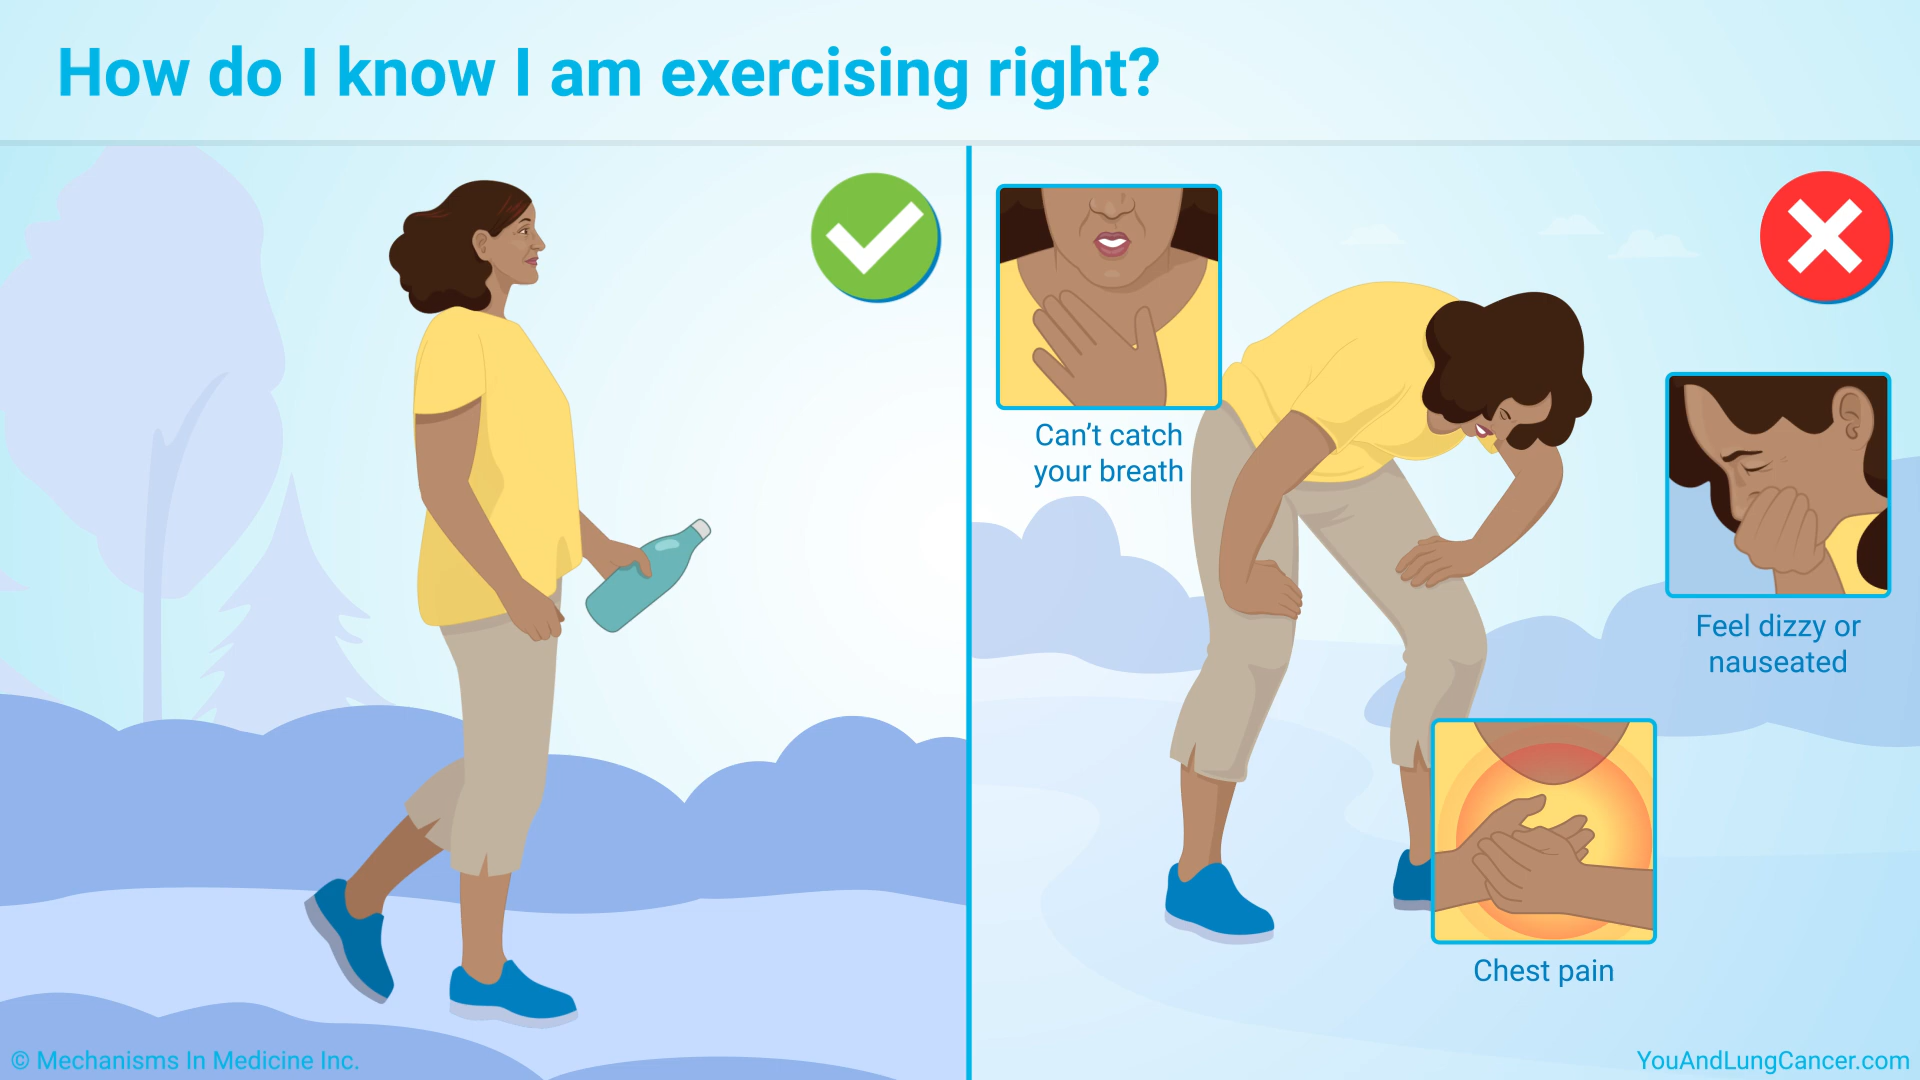 How do I know I am exercising right?
Can’t catch
your breath
Feel dizzy or
nauseated
Chest pain
© Mechanisms In Medicine Inc.
YouAndLungCancer.com